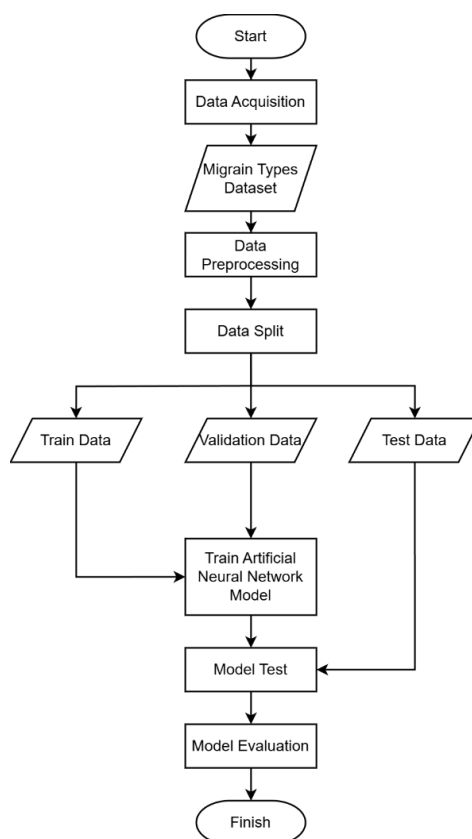 Start
Data Acquisition
Migrain Types
Dataset
Data
Preprocessing
Data Split
Train Data
Validation Data
Test Data
Train Artificial
Neural Network
Model
Model Test
Model Evaluation
Finish